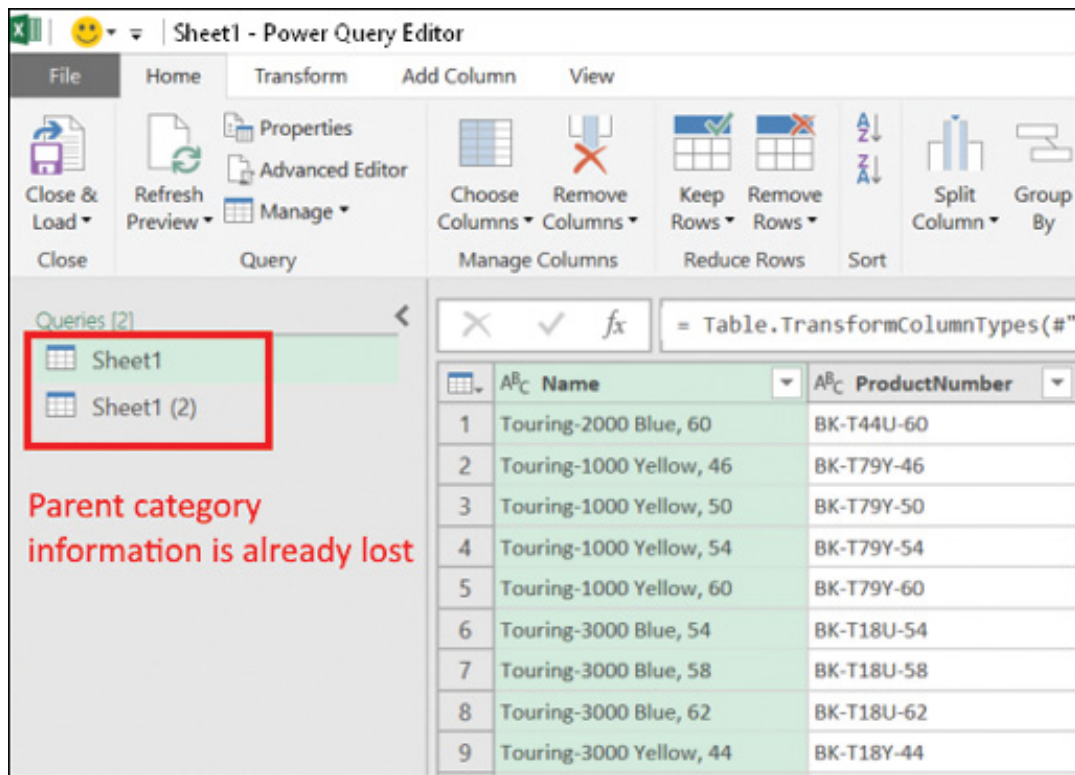 Sheet1 - Power Query Editor
File Home Transform Add Column View
Close & Load
Refresh Preview
Properties
Advanced Editor
Manage
Choose Columns
Remove Columns
Keep Rows
Remove Rows
Split Column
Group By
Close
Query
Manage Columns
Reduce Rows
Sort
Queries [2]
fx = Table.TransformColumnTypes(#"
Sheet1
Sheet1 (2)
Parent category
information is already lost
ABC Name ABC ProductNumber
1 Touring-2000 Blue, 60 BK-T44U-60
2 Touring-1000 Yellow, 46 BK-T79Y-46
3 Touring-1000 Yellow, 50 BK-T79Y-50
4 Touring-1000 Yellow, 54 BK-T79Y-54
5 Touring-1000 Yellow, 60 BK-T79Y-60
6 Touring-3000 Blue, 54 BK-T18U-54
7 Touring-3000 Blue, 58 BK-T18U-58
8 Touring-3000 Blue, 62 BK-T18U-62
9 Touring-3000 Yellow, 44 BK-T18Y-44